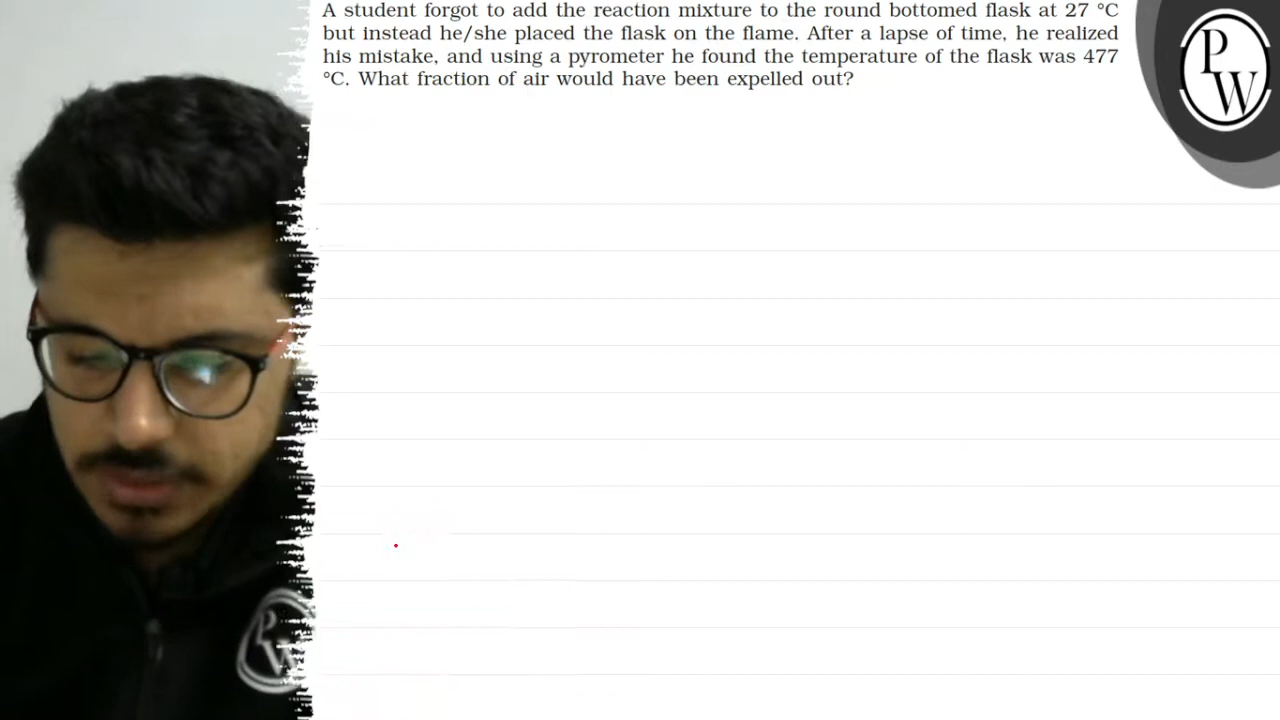 A student forgot to add the reaction mixture to the round bottomed flask at 27 °C
but instead he/she placed the flask on the flame. After a lapse of time, he realized
his mistake, and using a pyrometer he found the temperature of the flask was 477
°C. What fraction of air would have been expelled out?
PW
PW